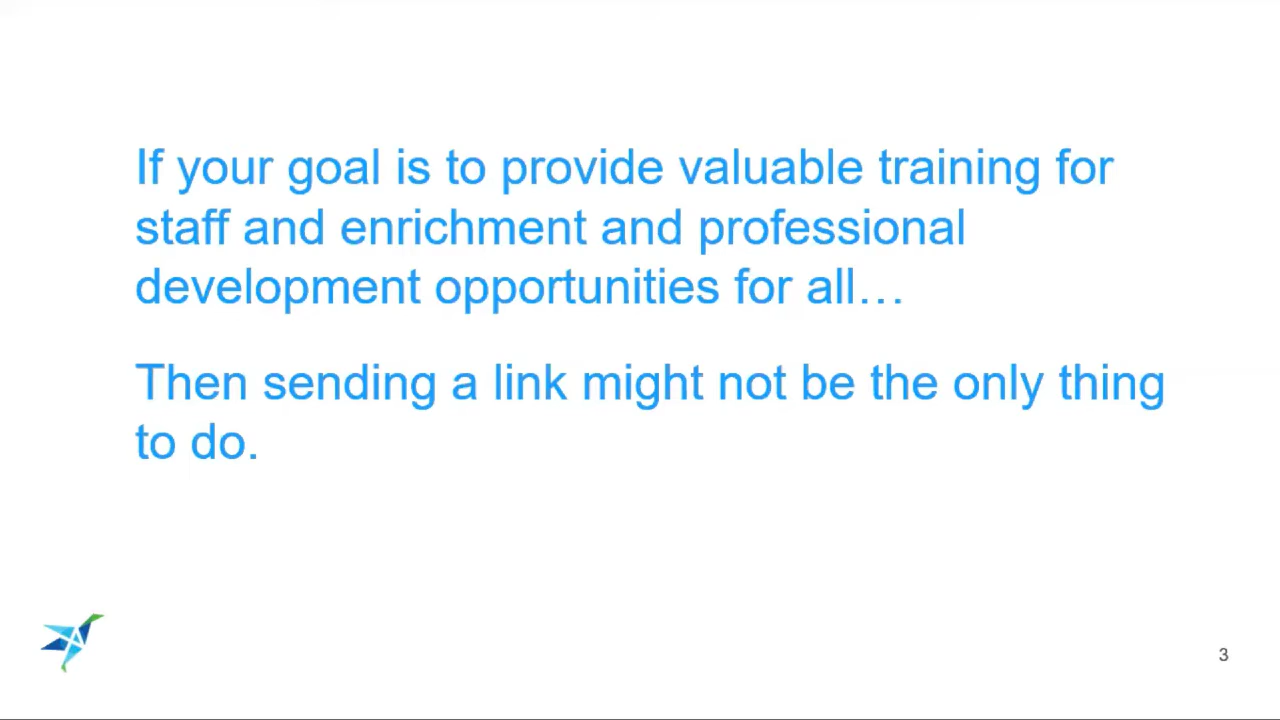 If your goal is to provide valuable training for
staff and enrichment and professional
development opportunities for all…
Then sending a link might not be the only thing
to do.
3